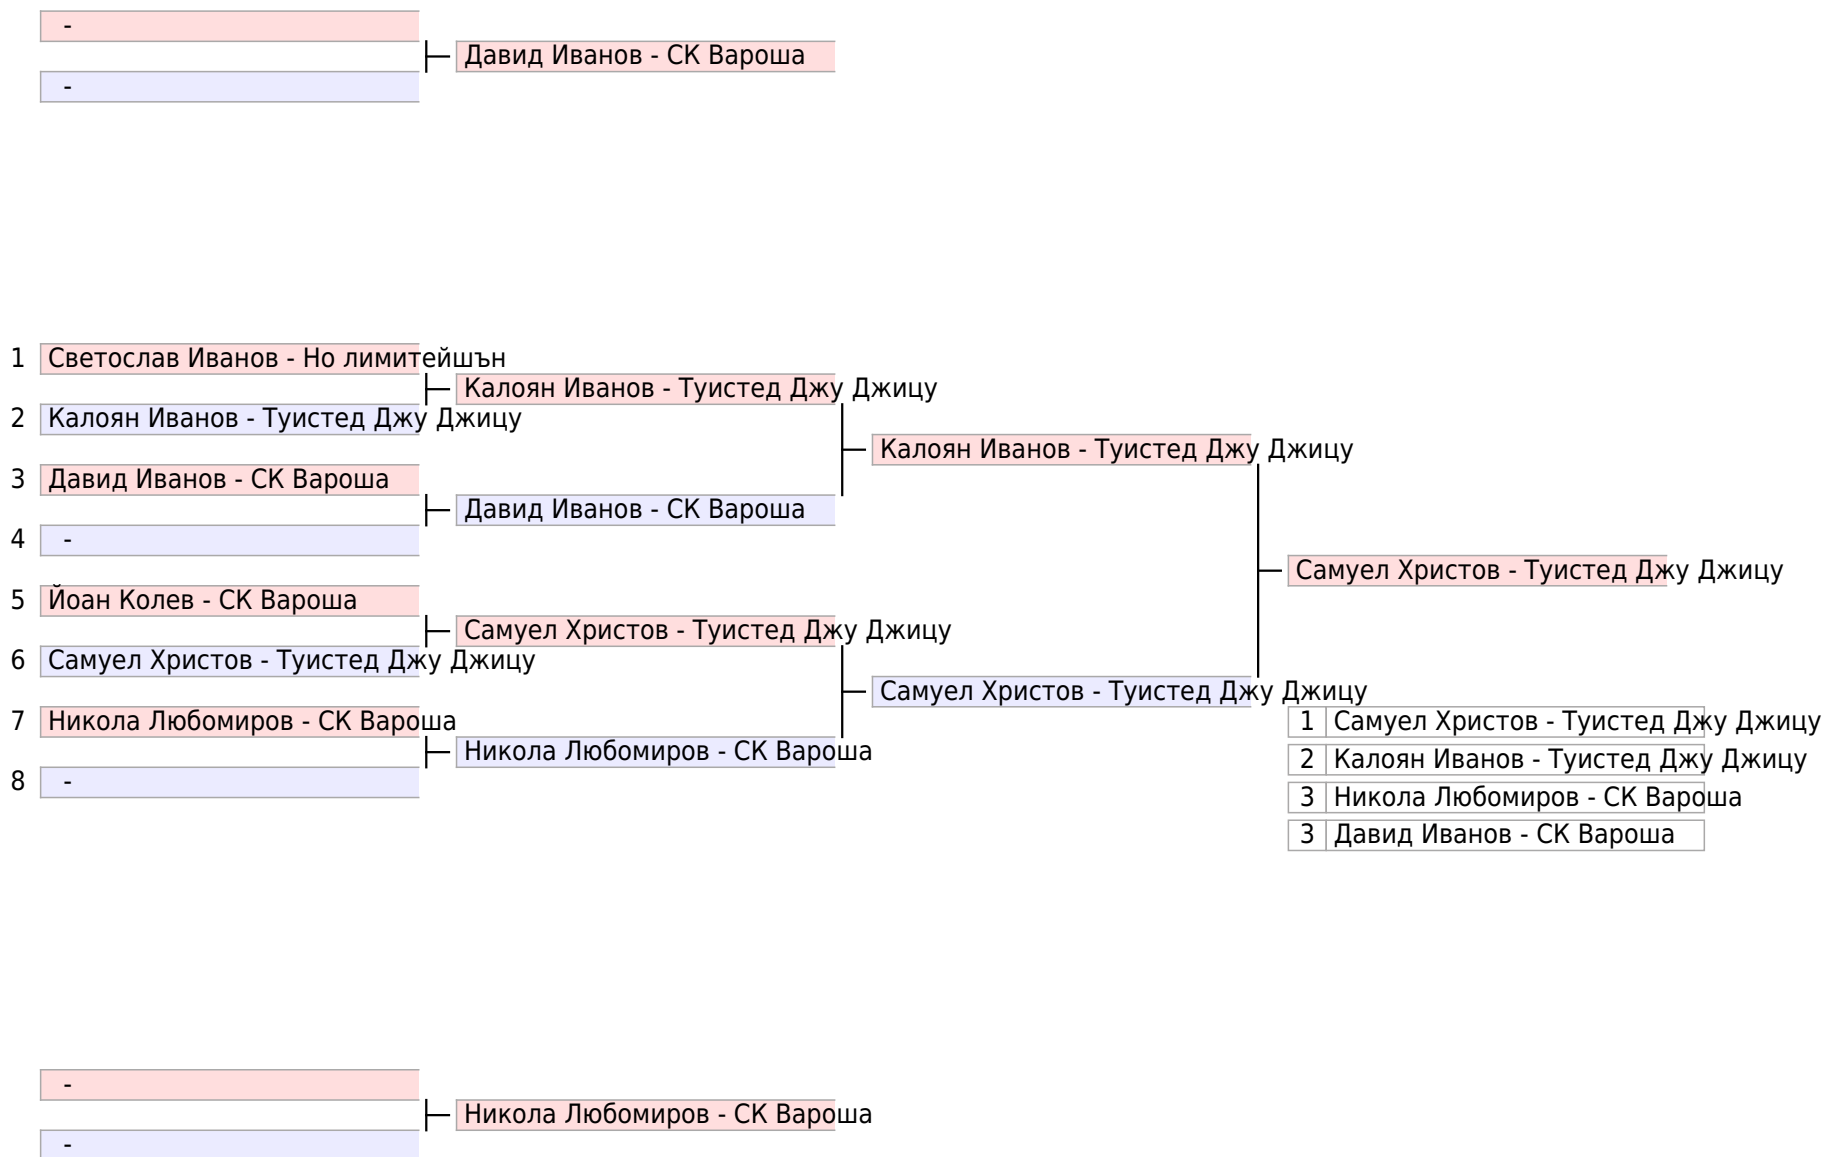 -
Давид Иванов - СК Вароша
-
1 Светослав Иванов - Но лимитейшън
Калоян Иванов - Туистед Джу Джицу
2 Калоян Иванов - Туистед Джу Джицу
Калоян Иванов - Туистед Джу Джицу
3 Давид Иванов - СК Вароша
Давид Иванов - СК Вароша
4 -
Самуел Христов - Туистед Джу Джицу
5 Йоан Колев - СК Вароша
Самуел Христов - Туистед Джу Джицу
6 Самуел Христов - Туистед Джу Джицу
Самуел Христов - Туистед Джу Джицу
7 Никола Любомиров - СК Вароша
Никола Любомиров - СК Вароша
8 -
1 Самуел Христов - Туистед Джу Джицу
2 Калоян Иванов - Туистед Джу Джицу
3 Никола Любомиров - СК Вароша
3 Давид Иванов - СК Вароша
-
Никола Любомиров - СК Вароша
-